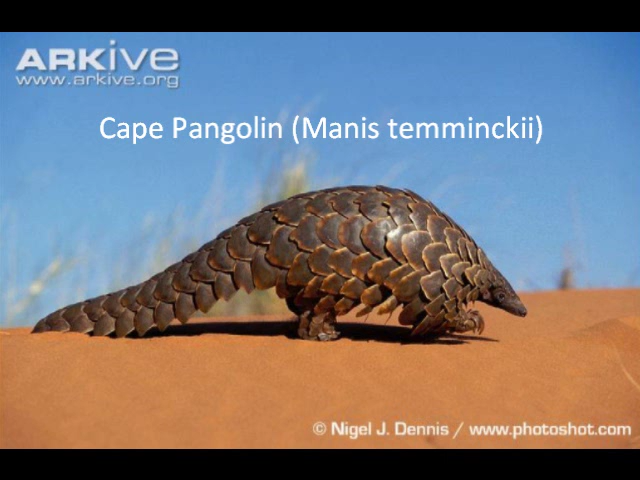 ARKive
www.arkive.org
Cape Pangolin (Manis temminckii)
© Nigel J. Dennis / www.photoshot.com